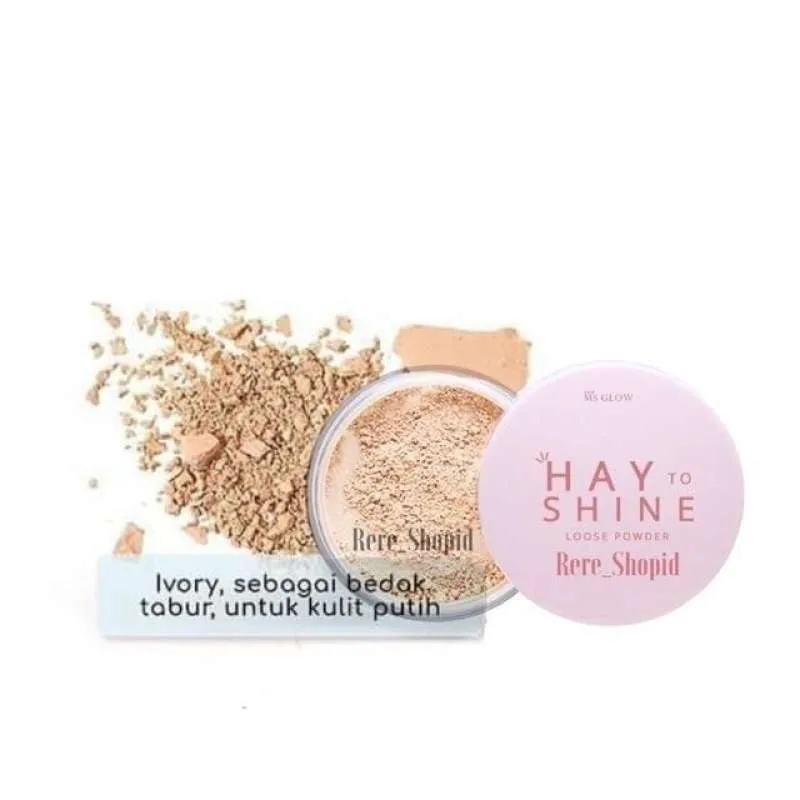 MS GLOW
HAY TO
SHINE
LOOSE POWDER
Rere_Shopid
Rere_Shopid
Ivory, sebagai bedak
tabur, untuk kulit putih